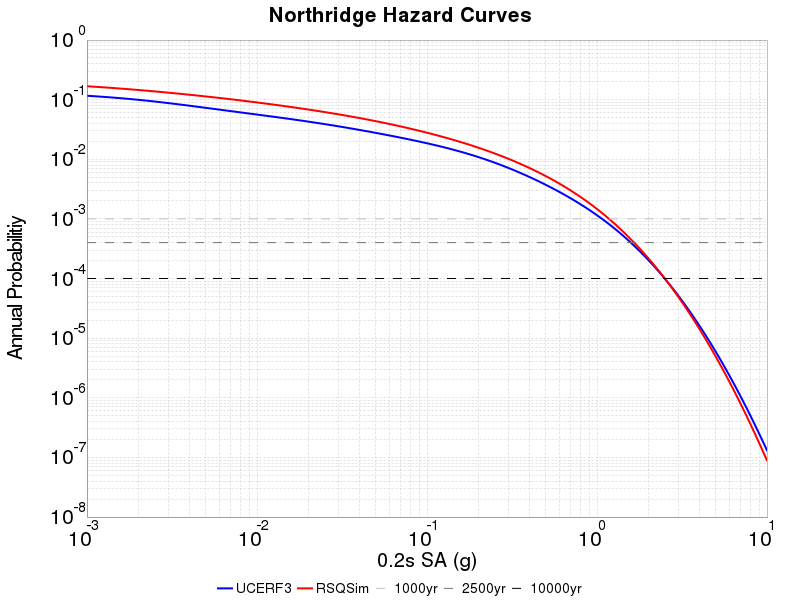 Northridge Hazard Curves
Annual Probabilitiy
10^0
10^-1
10^-2
10^-3
10^-4
10^-5
10^-6
10^-7
10^-8
10^-3 10^-2 10^-1 10^0 10^1
0.2s SA (g)
UCERF3 RSQSim 1000yr 2500yr 10000yr